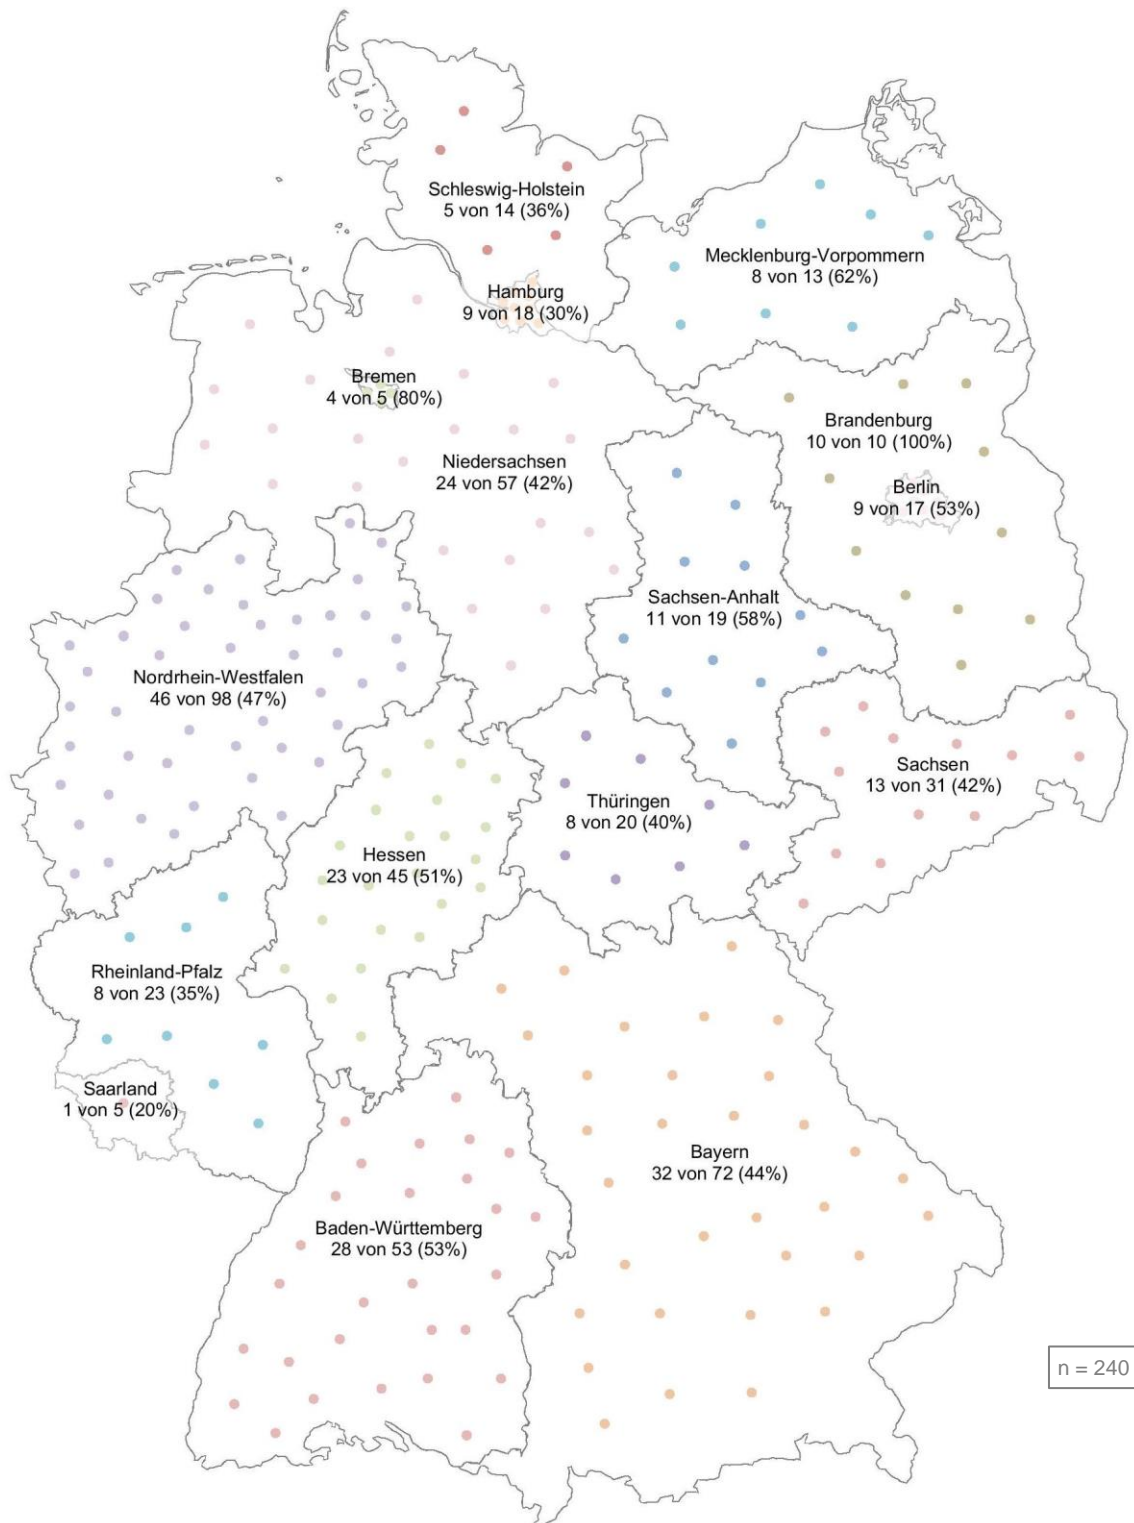 Schleswig-Holstein
5 von 14 (36%)
Mecklenburg-Vorpommern
8 von 13 (62%)
Hamburg
9 von 18 (30%)
Bremen
4 von 5 (80%)
Brandenburg
10 von 10 (100%)
Niedersachsen
24 von 57 (42%)
Berlin
9 von 17 (53%)
Sachsen-Anhalt
11 von 19 (58%)
Nordrhein-Westfalen
46 von 98 (47%)
Sachsen
13 von 31 (42%)
Thüringen
8 von 20 (40%)
Hessen
23 von 45 (51%)
Rheinland-Pfalz
8 von 23 (35%)
Saarland
1 von 5 (20%)
Bayern
32 von 72 (44%)
Baden-Württemberg
28 von 53 (53%)
n = 240